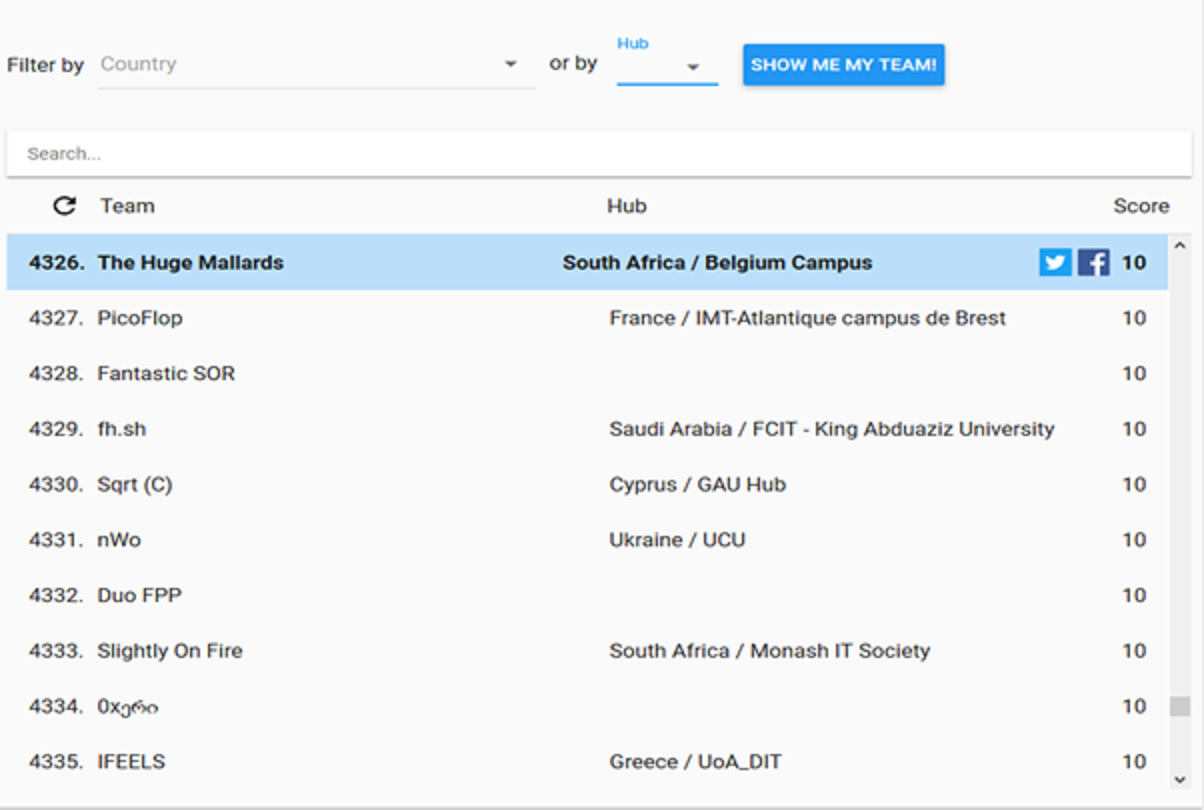 Hub
Filter by Country or by SHOW ME MY TEAM!
Search...
Team Hub Score
4326. The Huge Mallards South Africa / Belgium Campus 10
4327. PicoFlop France / IMT-Atlantique campus de Brest 10
4328. Fantastic SOR 10
4329. fh.sh Saudi Arabia / FCIT - King Abduaziz University 10
4330. Sqrt (C) Cyprus / GAU Hub 10
4331. nWo Ukraine / UCU 10
4332. Duo FPP 10
4333. Slightly On Fire South Africa / Monash IT Society 10
4334. 0xერთ 10
4335. IFEELS Greece / UoA_DIT 10